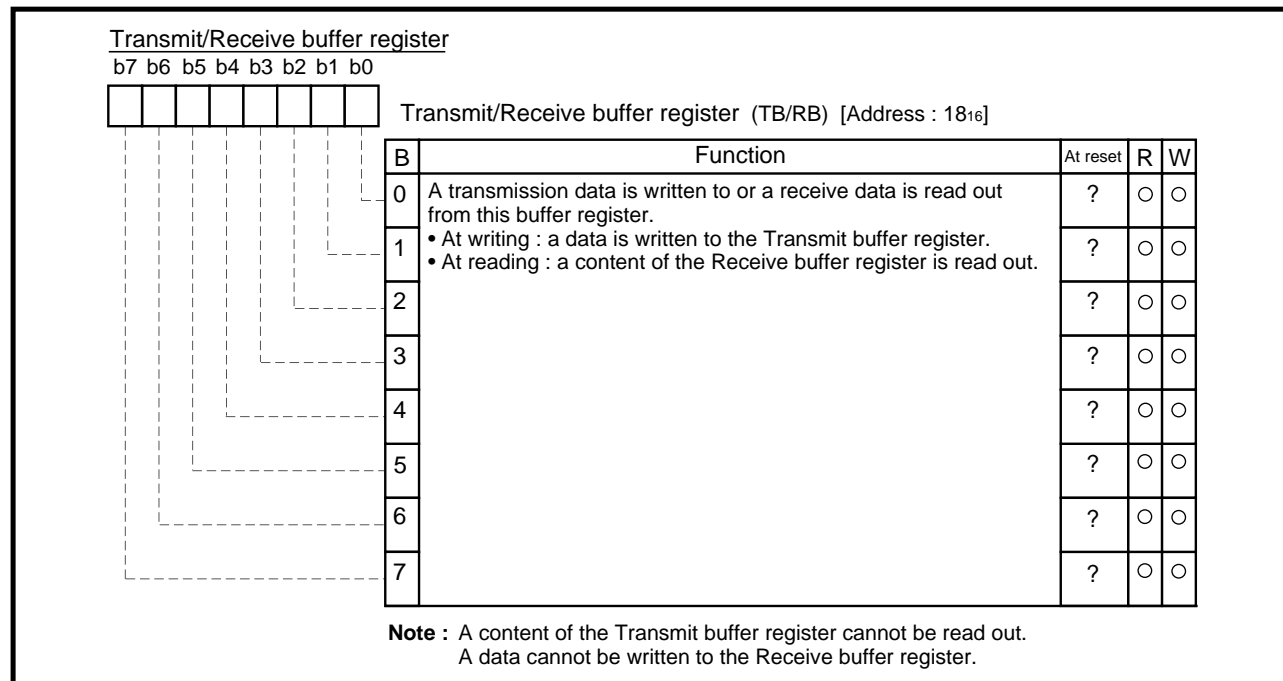 Transmit/Receive buffer register
b7 b6 b5 b4 b3 b2 b1 b0
Transmit/Receive buffer register (TB/RB) [Address : 18₁₆]
B Function At reset R W
0 A transmission data is written to or a receive data is read out ? ○ ○
from this buffer register.
1 • At writing : a data is written to the Transmit buffer register. ? ○ ○
• At reading : a content of the Receive buffer register is read out.
2 ? ○ ○
3 ? ○ ○
4 ? ○ ○
5 ? ○ ○
6 ? ○ ○
7 ? ○ ○
Note : A content of the Transmit buffer register cannot be read out.
A data cannot be written to the Receive buffer register.